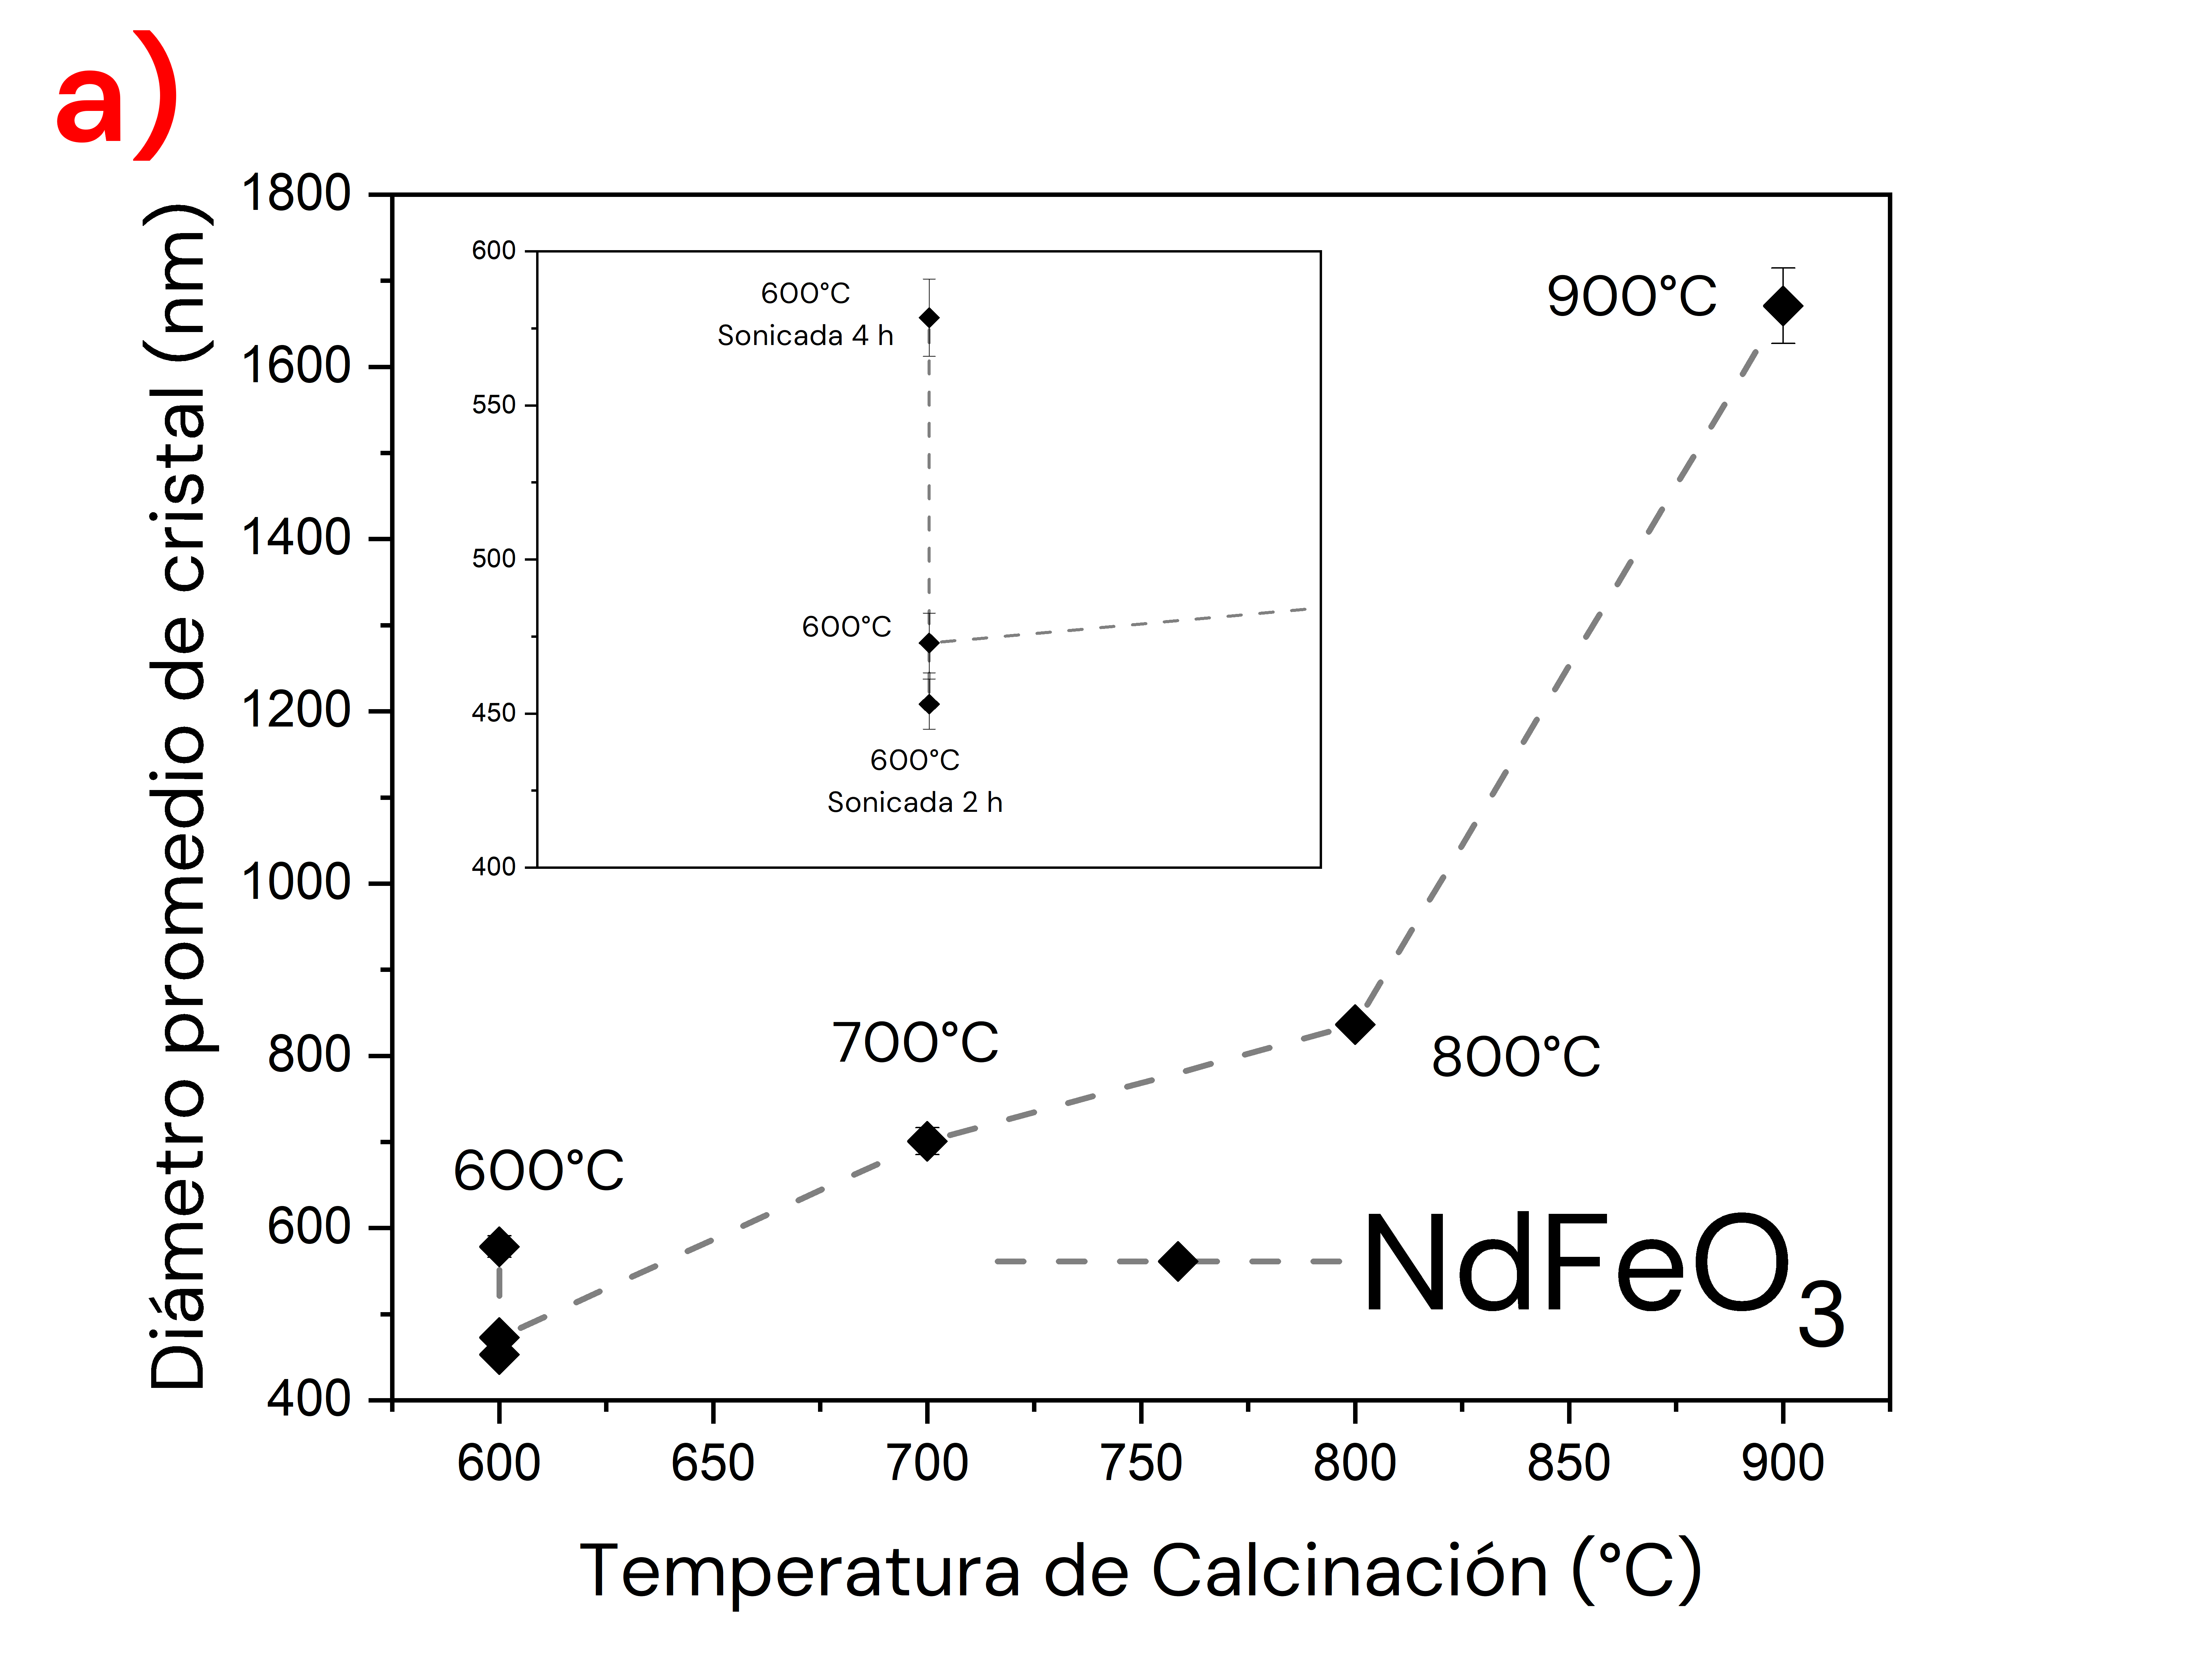 a)
Diámetro promedio de cristal (nm)
1800
1600
1400
1200
1000
800
600
400
600
550
500
450
400
600°C
Sonicada 4 h
600°C
600°C
Sonicada 2 h
900°C
700°C
800°C
600°C
NdFeO3
600 650 700 750 800 850 900
Temperatura de Calcinación (°C)